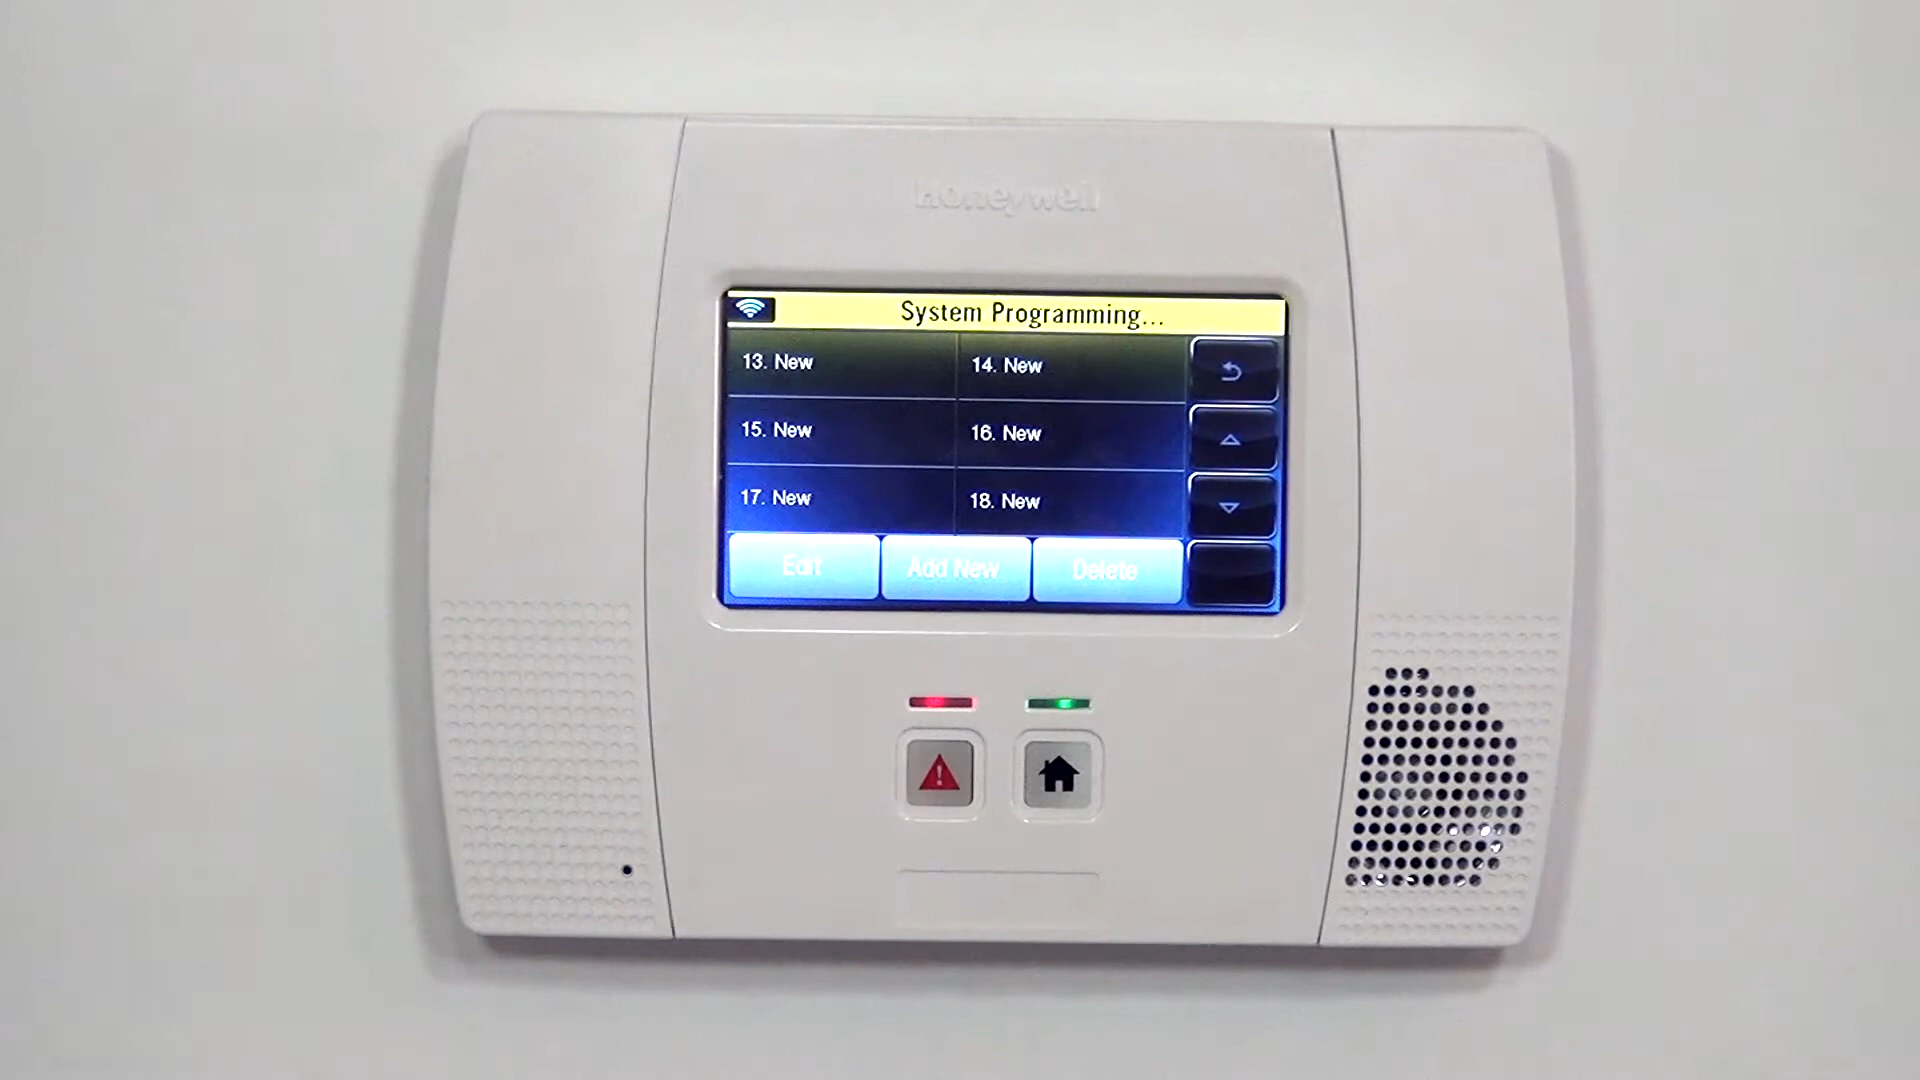 honeywell
System Programming...
13. New
14. New
15. New
16. New
17. New
18. New
Edit
Add New
Delete